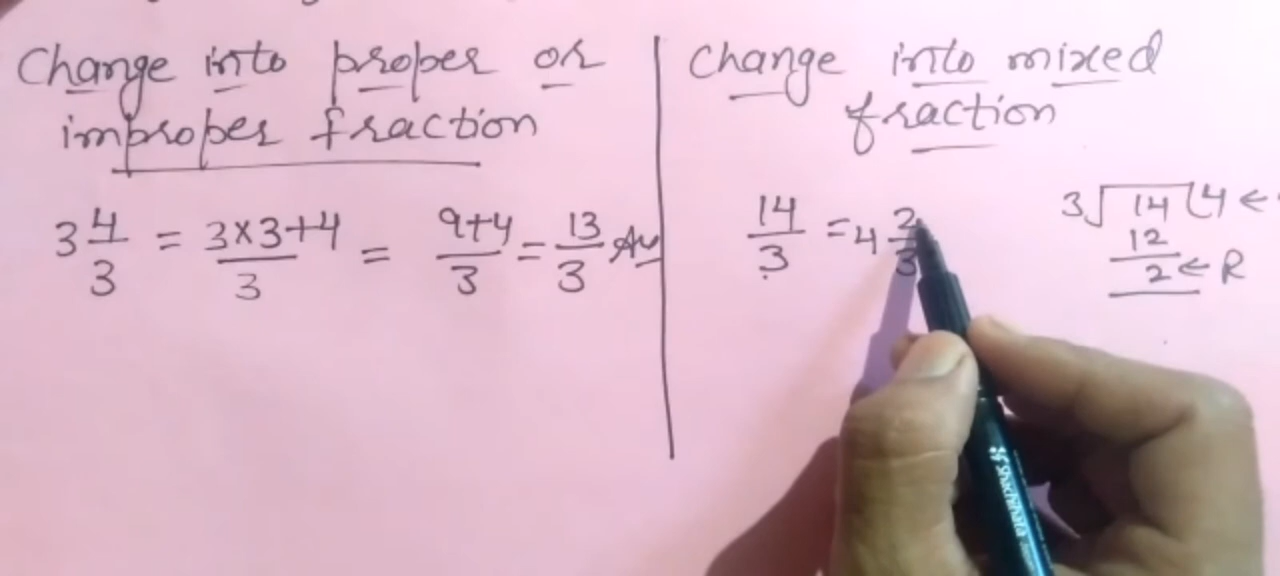 Change into proper or
improper fraction
3 4/3 = 3×3+4/3 = 9+4/3 = 13/3 Ans
Change into mixed
fraction
14/3 = 4 2/3
3 14 4 ←
12
2 ← R
Shachihata